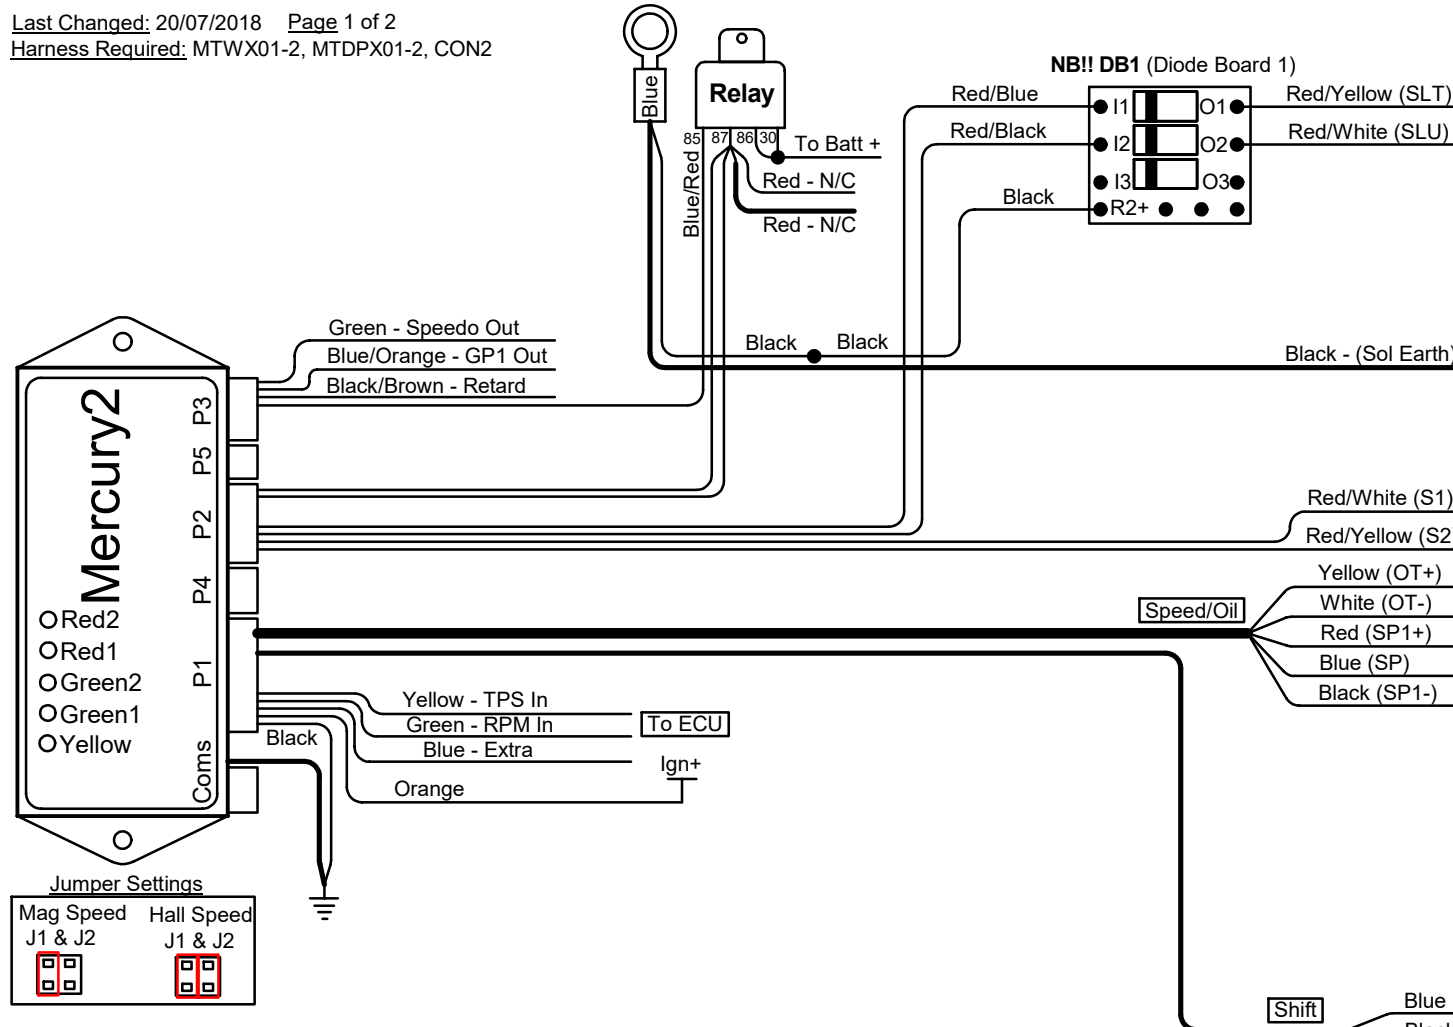 Last Changed: 20/07/2018 Page 1 of 2
Harness Required: MTWX01-2, MTDPX01-2, CON2
Blue
Relay
85 87 86 30
Blue/Red
To Batt +
Red - N/C
Red - N/C
NB!! DB1 (Diode Board 1)
Red/Blue
Red/Black
Black
I1 O1
I2 O2
I3 O3
R2+
Red/Yellow (SLT)
Red/White (SLU)
Black
Black
Black - (Sol Earth)
Green - Speedo Out
Blue/Orange - GP1 Out
Black/Brown - Retard
Mercury2
P3
P5
P2
P4
P1
Coms
Red2
Red1
Green2
Green1
Yellow
Red/White (S1)
Red/Yellow (S2
Speed/Oil
Yellow (OT+)
White (OT-)
Red (SP1+)
Blue (SP)
Black (SP1-)
Yellow - TPS In
Green - RPM In
Blue - Extra
To ECU
Black
Orange
Ign+
Jumper Settings
Mag Speed Hall Speed
J1 & J2 J1 & J2
Shift
Blue